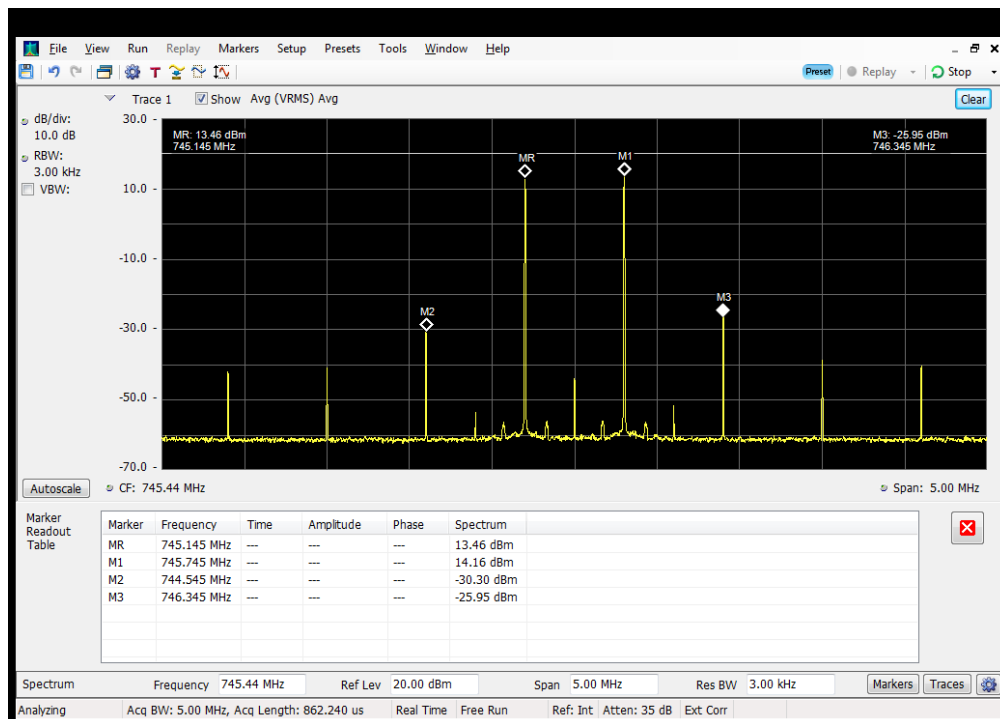 File View Run Replay Markers Setup Presets Tools Window Help
T Preset Replay Stop
Trace 1 Show Avg (VRMS) Avg Clear
dB/div:
10.0 dB
RBW:
3.00 kHz
VBW:
30.0 -
10.0 -
-10.0 -
-30.0 -
-50.0 -
-70.0 -
MR: 13.46 dBm
745.145 MHz
M3: -25.95 dBm
746.345 MHz
MR
M1
M2
M3
Autoscale CF: 745.44 MHz Span: 5.00 MHz
Marker
Readout
Table
Marker Frequency Time Amplitude Phase Spectrum
MR 745.145 MHz --- --- --- 13.46 dBm
M1 745.745 MHz --- --- --- 14.16 dBm
M2 744.545 MHz --- --- --- -30.30 dBm
M3 746.345 MHz --- --- --- -25.95 dBm
Spectrum Frequency 745.44 MHz Ref Lev 20.00 dBm Span 5.00 MHz Res BW 3.00 kHz Markers Traces
Analyzing Acq BW: 5.00 MHz, Acq Length: 862.240 us Real Time Free Run Ref: Int Atten: 35 dB Ext Corr